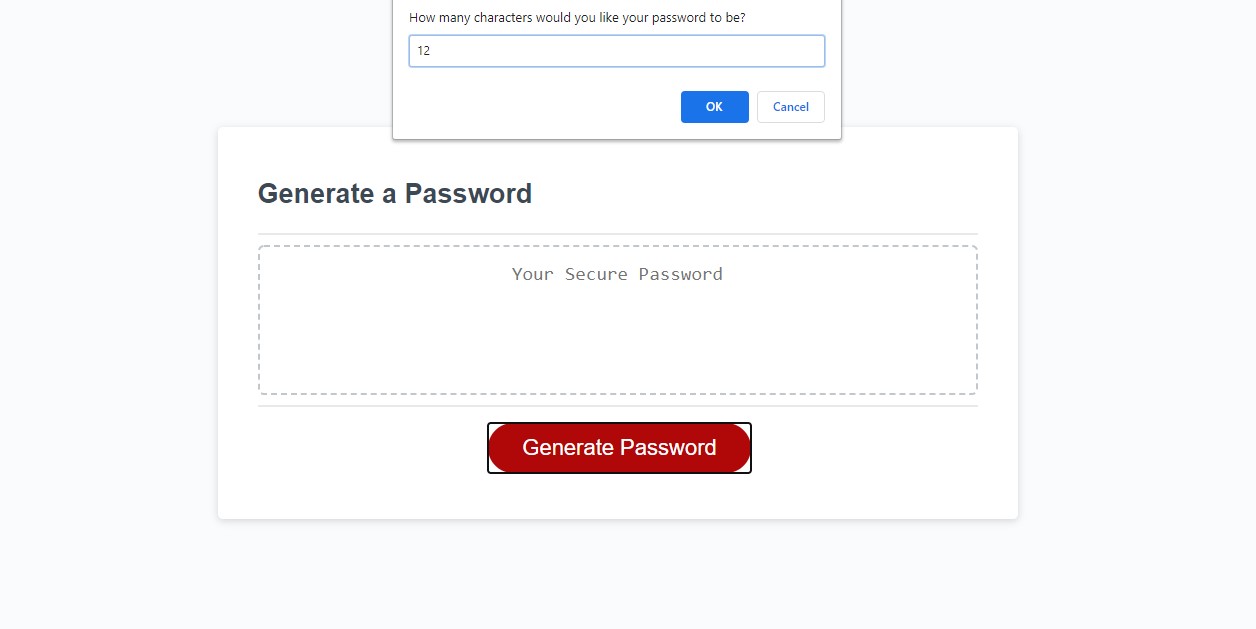 How many characters would you like your password to be?
12
OK Cancel
Generate a Password
Your Secure Password
Generate Password